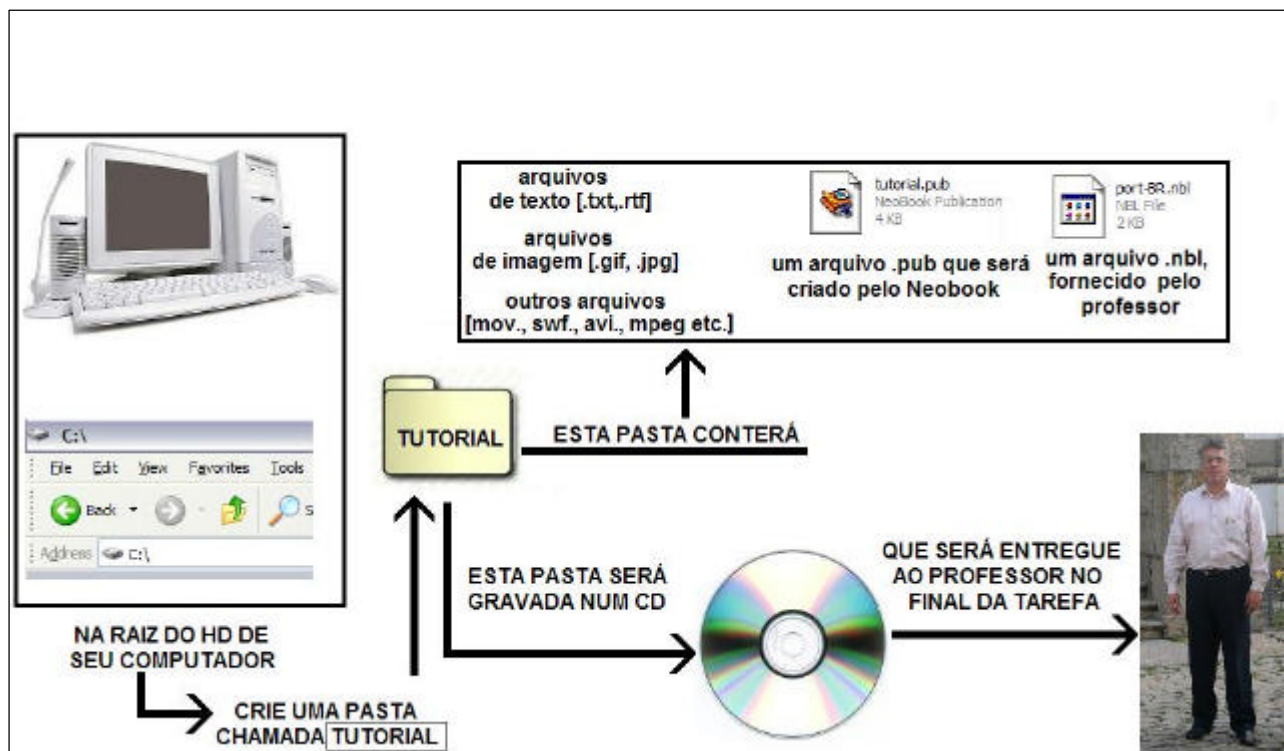 arquivos
de texto [.txt,.rtf]
arquivos
de imagem [.gif, .jpg]
outros arquivos
[mov., swf., avi., mpeg etc.]
tutorial.pub
NeoBook Publication
4 KB
um arquivo .pub que será
criado pelo Neobook
port-BR.nbl
NBL File
2 KB
um arquivo .nbl,
fornecido pelo
professor
C:\
File Edit View Favorites Tools
Back
S
Address C:\
NA RAIZ DO HD DE
SEU COMPUTADOR
CRIE UMA PASTA
CHAMADA TUTORIAL
TUTORIAL
ESTA PASTA CONTERÁ
ESTA PASTA SERÁ
GRAVADA NUM CD
QUE SERÁ ENTREGUE
AO PROFESSOR NO
FINAL DA TAREFA